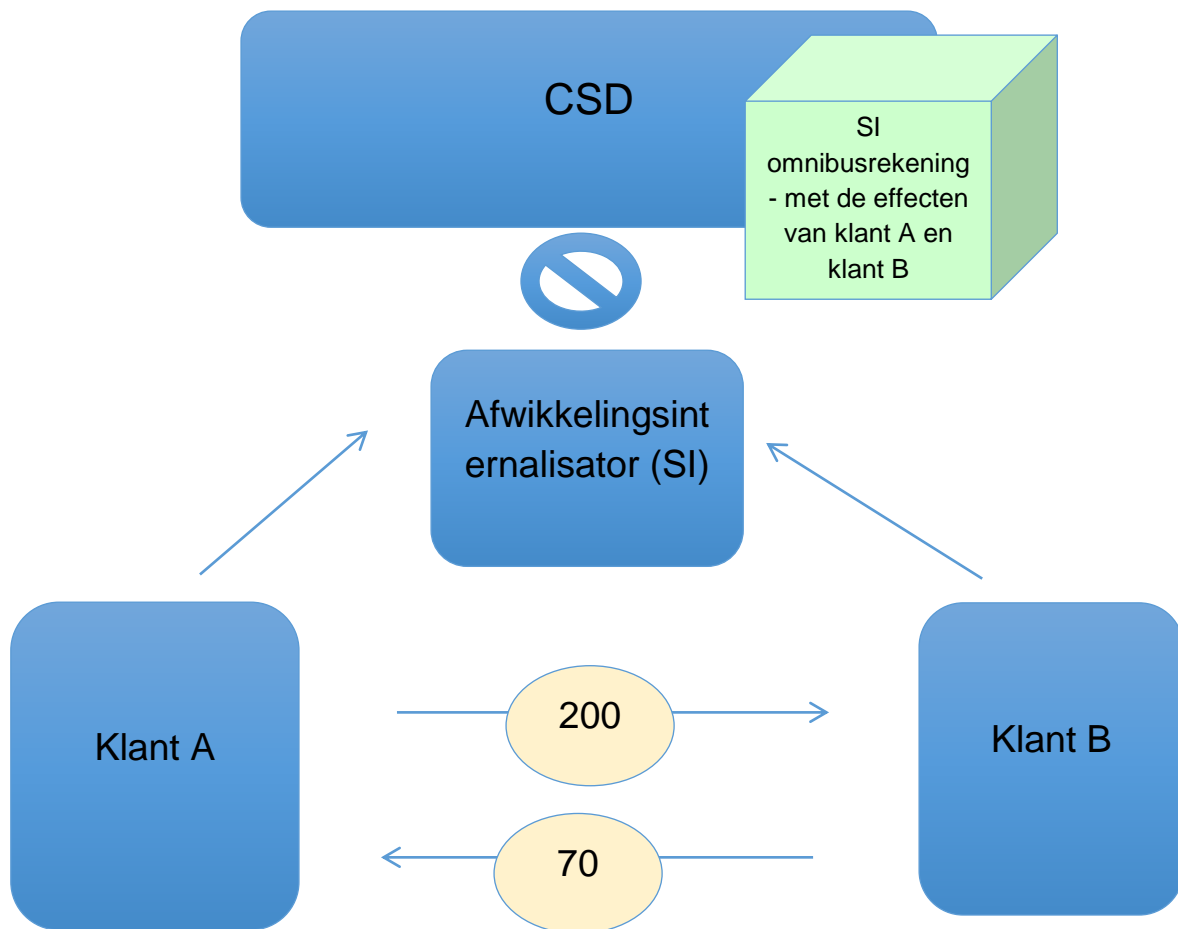 CSD
SI
omnibusrekening
- met de effecten
van klant A en
klant B
Afwikkelingsint
ernalisator (SI)
Klant A
200
Klant B
70